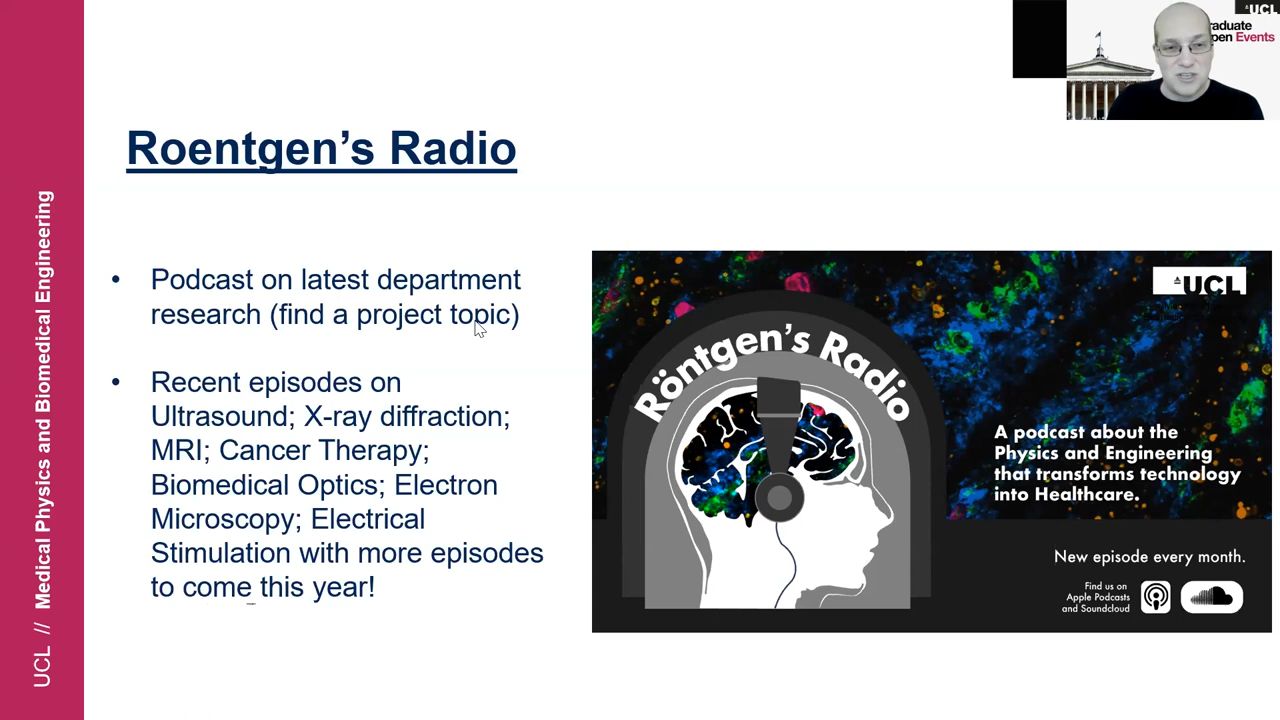 UCL // Medical Physics and Biomedical Engineering
UCL
raduate
pen Events
Roentgen’s Radio
• Podcast on latest department
research (find a project topic)
• Recent episodes on
Ultrasound; X-ray diffraction;
MRI; Cancer Therapy;
Biomedical Optics; Electron
Microscopy; Electrical
Stimulation with more episodes
to come this year!
UCL
Röntgen’s Radio
A podcast about the
Physics and Engineering
that transforms technology
into Healthcare.
New episode every month.
Find us on
Apple Podcasts
and Soundcloud